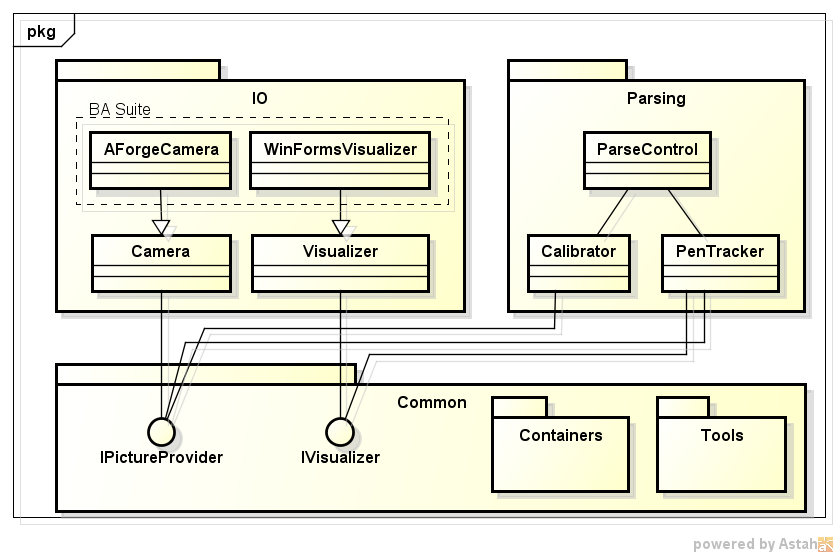 pkg
IO
BA Suite
AForgeCamera
WinFormsVisualizer
Camera
Visualizer
Parsing
ParseControl
Calibrator
PenTracker
Common
IPictureProvider
IVisualizer
Containers
Tools
powered by Astah